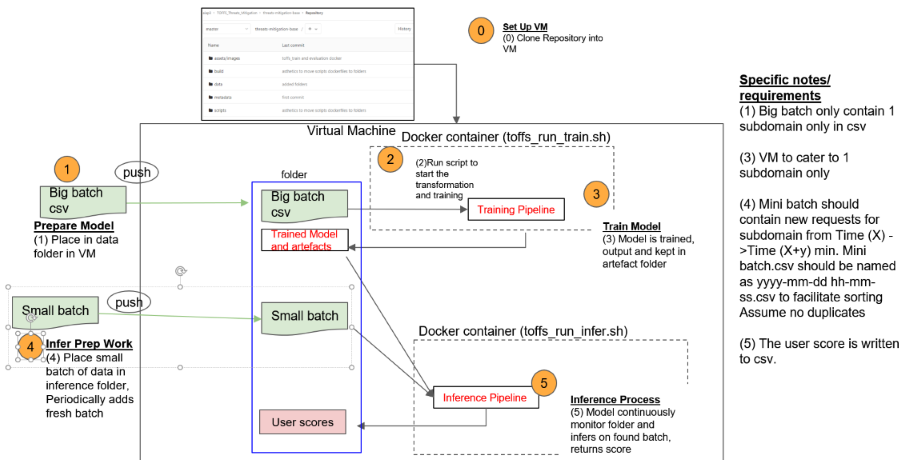 TOFFS_Threats_Mitigation / threats-mitigation-base / Repository
master
threats-mitigation-base / +
History
Name
Last commit
assets/images
toffs_train and evaluation docker
build
asthetics to move scripts dockerfiles to folders
data
added folders
first commit
scripts
asthetics to move scripts dockerfiles to folders
0
Set Up VM
(0) Clone Repository into
VM
Virtual Machine
Docker container (toffs_run_train.sh)
1
push
Big batch
csv
Prepare Model
(1) Place in data
folder in VM
folder
Big batch
csv
Trained Model
and artefacts
2
(2)Run script to
start the
transformation
and training
Training Pipeline
3
Train Model
(3) Model is trained,
output and kept in
artefact folder
Small batch
push
Small batch
4
Infer Prep Work
(4) Place small
batch of data in
inference folder,
Periodically adds
fresh batch
Docker container (toffs_run_infer.sh)
Inference Pipeline
5
Inference Process
(5) Model continuously
monitor folder and
infers on found batch,
returns score
User scores
Specific notes/
requirements
(1) Big batch only contain 1
subdomain only in csv
(3) VM to cater to 1
subdomain only
(4) Mini batch should
contain new requests for
subdomain from Time (X) -
>Time (X+y) min. Mini
batch.csv should be named
as yyyy-mm-dd hh-mm-
ss.csv to facilitate sorting
Assume no duplicates
(5) The user score is written
to csv.